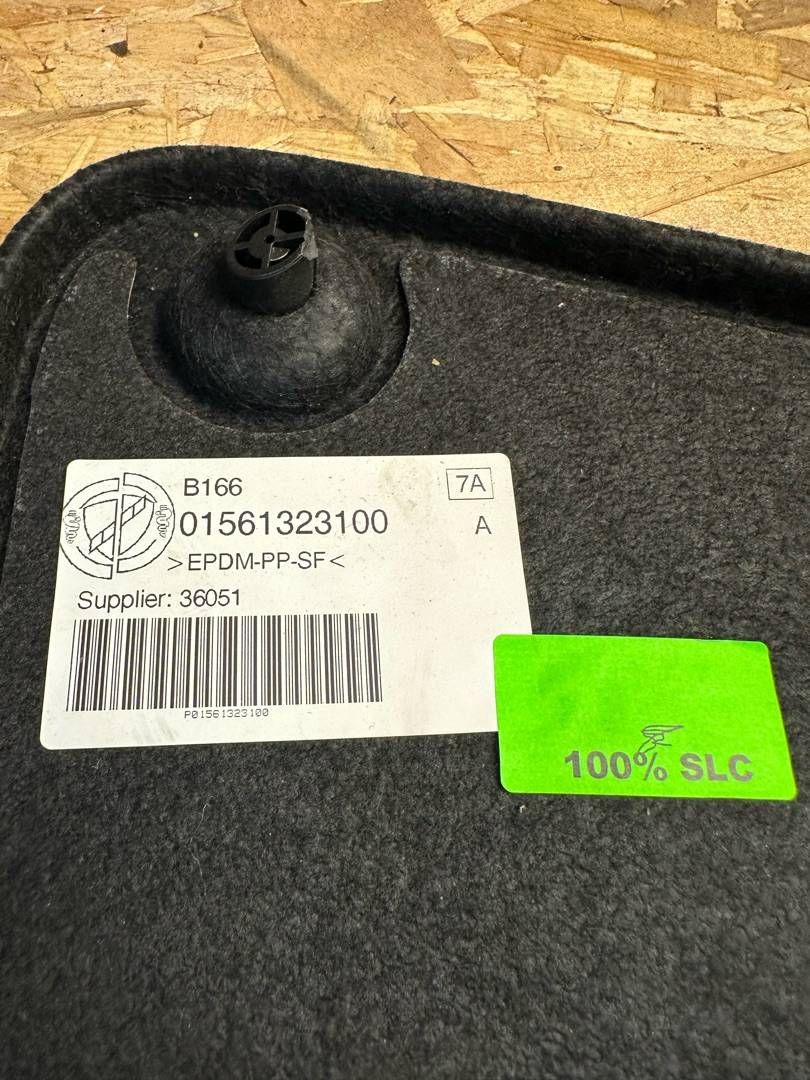 B166
7A
01561323100
A
>EPDM-PP-SF<
Supplier: 36051
P01561323100
100% SLC